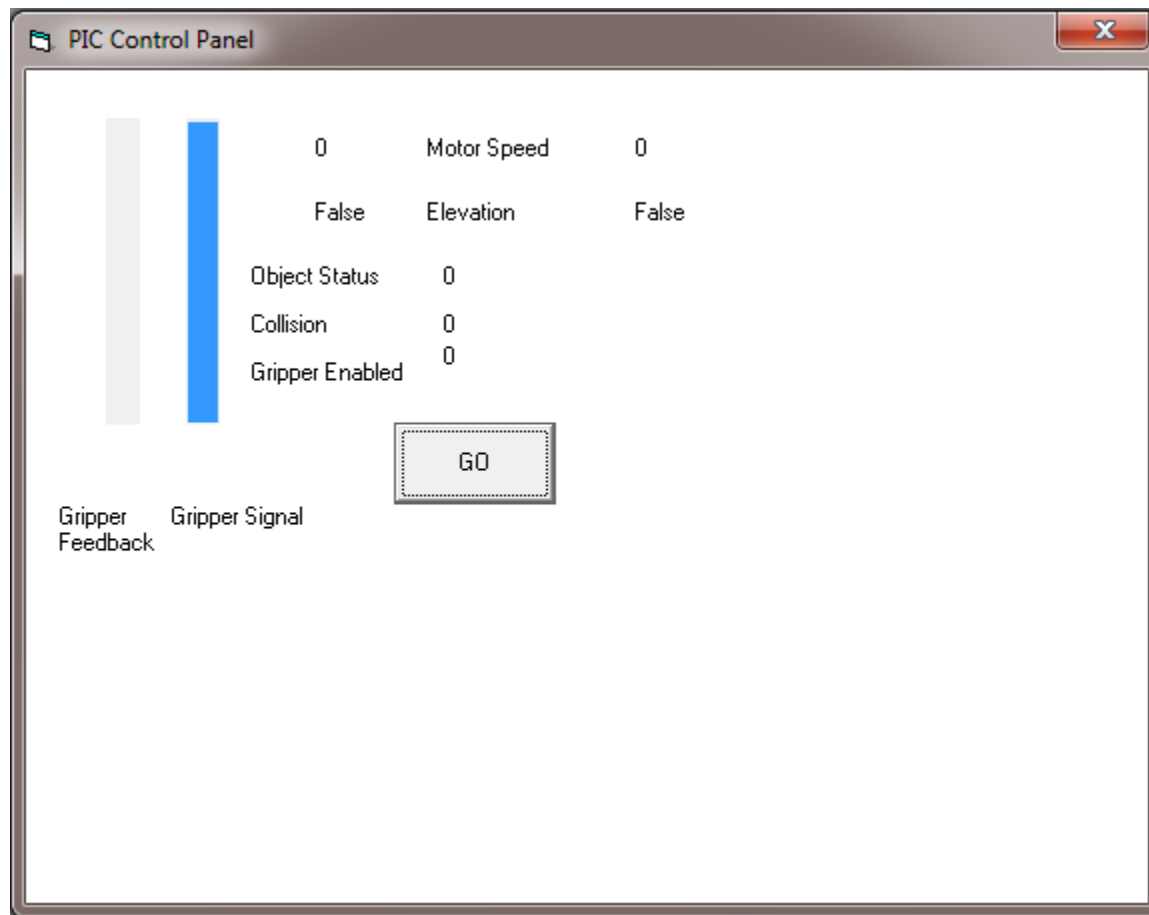 PIC Control Panel
0 Motor Speed 0
False Elevation False
Object Status 0
Collision 0
Gripper Enabled 0
GO
Gripper
Feedback
Gripper Signal